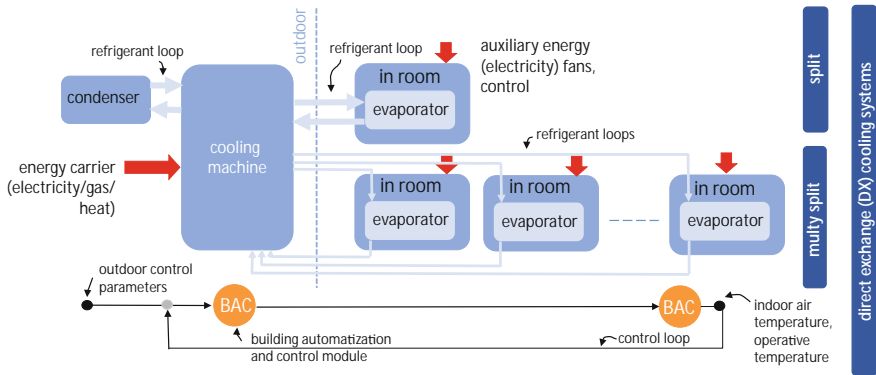 refrigerant loop
condenser
cooling
machine
energy carrier
(electricity/gas/
heat)
outdoor
refrigerant loop
in room
evaporator
auxiliary energy
(electricity) fans,
control
refrigerant loops
in room
evaporator
in room
evaporator
in room
evaporator
split
multy split
direct exchange (DX) cooling systems
outdoor control
parameters
BAC
building automatization
and control module
BAC
control loop
indoor air
temperature,
operative
temperature